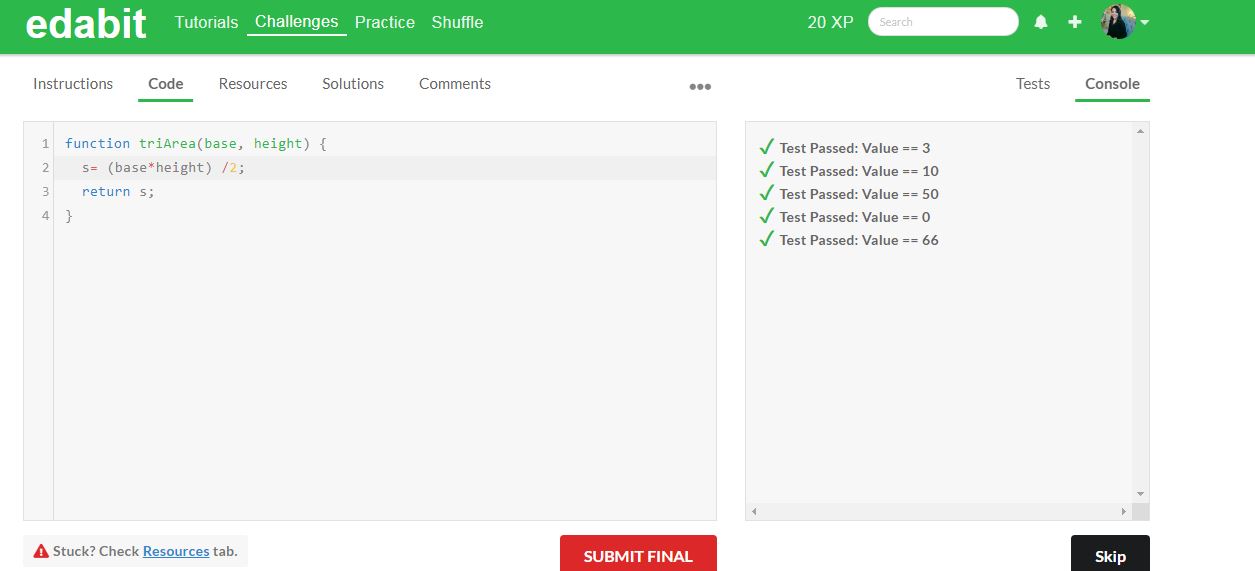 edabit Tutorials Challenges Practice Shuffle 20 XP Search
Instructions Code Resources Solutions Comments ••• Tests Console
1 function triArea(base, height) {
2 s= (base*height) /2;
3 return s;
4 }
✓ Test Passed: Value == 3
✓ Test Passed: Value == 10
✓ Test Passed: Value == 50
✓ Test Passed: Value == 0
✓ Test Passed: Value == 66
Stuck? Check Resources tab. SUBMIT FINAL Skip